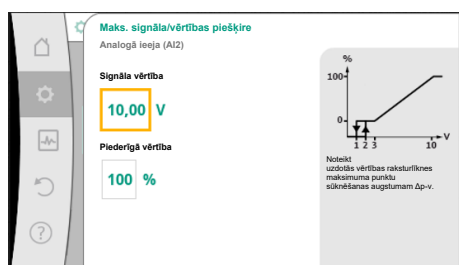 Maks. signāla/vērtības piešķire
Analogā ieeja (AI2)
Signāla vērtība
10,00 V
Piederīgā vērtība
100 %
%
100
0
1 2 3 10
V
Noteikt
uzdotās vērtības raksturlīknes
maksimuma punktu
sūknēšanas augstumam Δp-v.
?